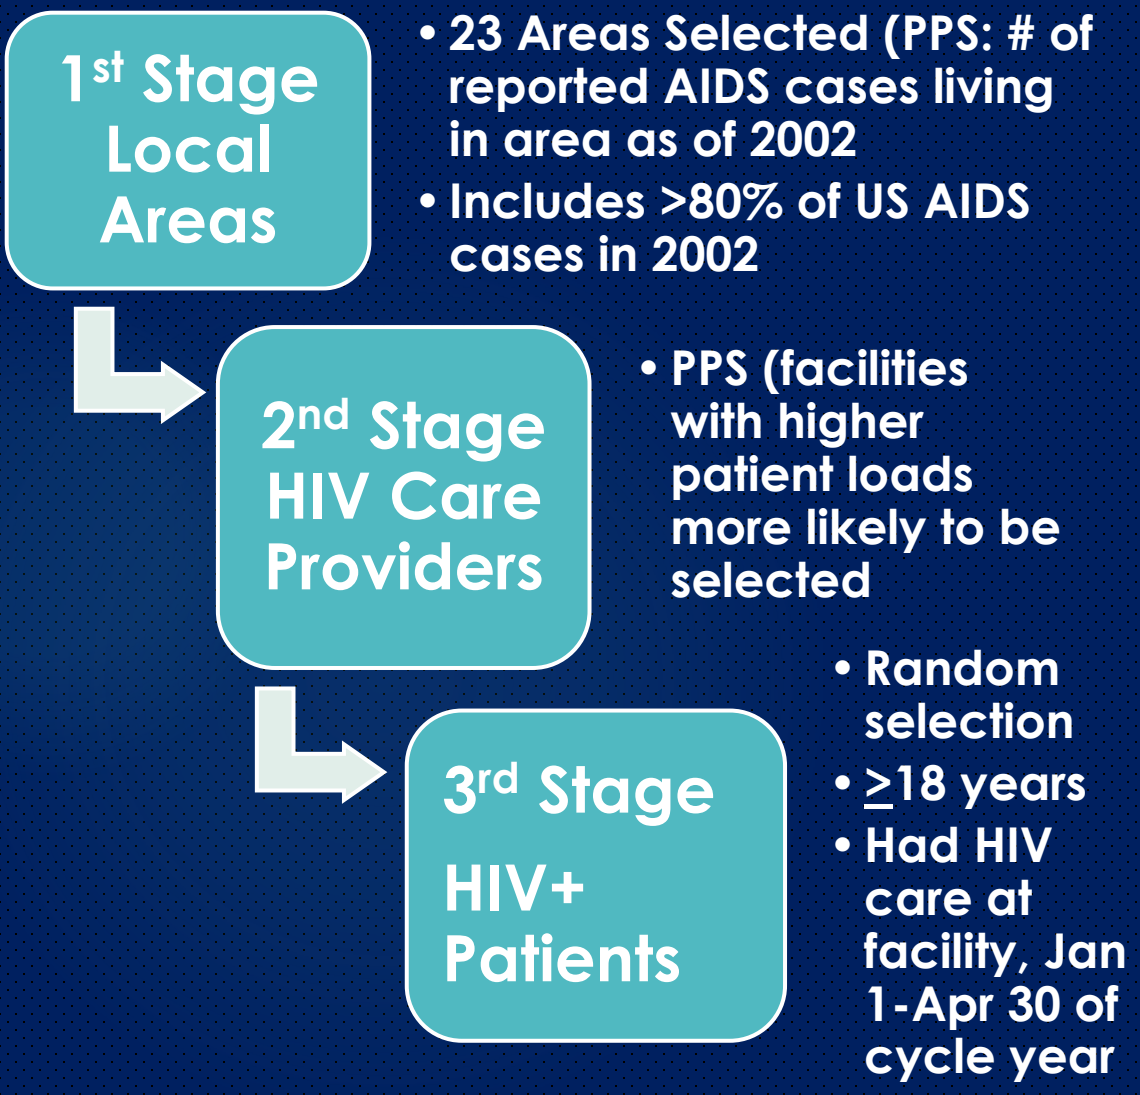 1st Stage
Local
Areas
• 23 Areas Selected (PPS: # of
reported AIDS cases living
in area as of 2002
• Includes >80% of US AIDS
cases in 2002
2nd Stage
HIV Care
Providers
• PPS (facilities
with higher
patient loads
more likely to be
selected
3rd Stage
HIV+
Patients
• Random
selection
• ≥18 years
• Had HIV
care at
facility, Jan
1-Apr 30 of
cycle year